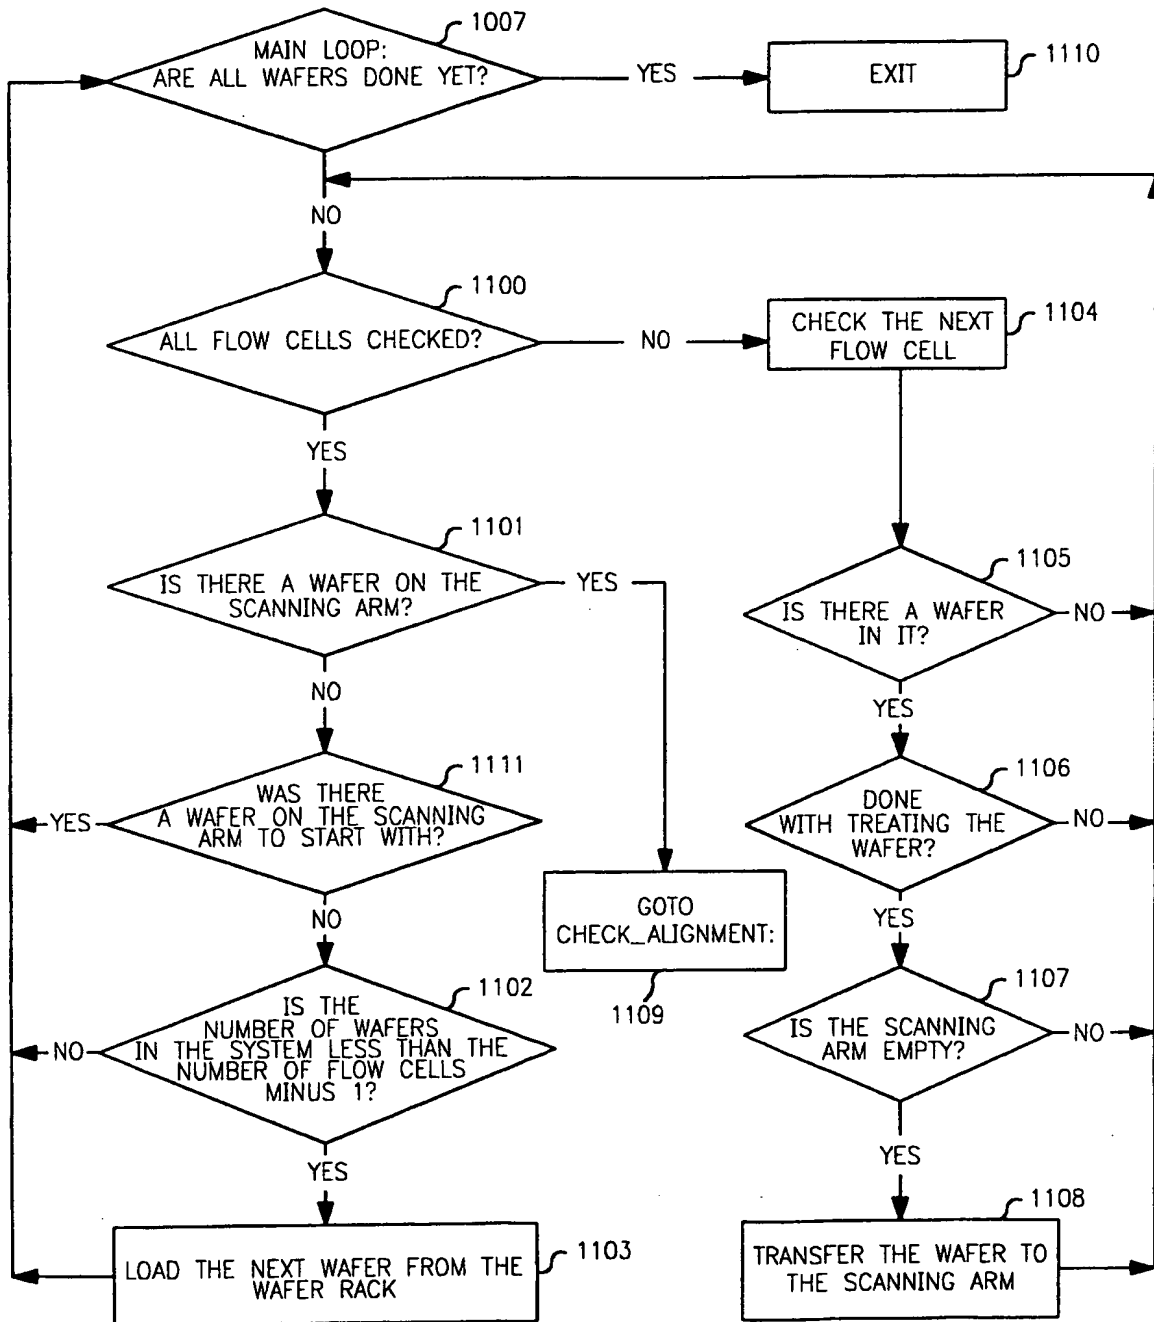 1007
MAIN LOOP:
ARE ALL WAFERS DONE YET?
YES
EXIT
1110
NO
1100
ALL FLOW CELLS CHECKED?
NO
CHECK THE NEXT
FLOW CELL
1104
YES
1101
IS THERE A WAFER ON THE
SCANNING ARM?
YES
1105
IS THERE A WAFER
IN IT?
NO
NO
YES
1111
WAS THERE
A WAFER ON THE SCANNING
ARM TO START WITH?
YES
1106
DONE
WITH TREATING THE
WAFER?
NO
GOTO
CHECK_ALIGNMENT:
1109
NO
YES
1102
IS THE
NUMBER OF WAFERS
IN THE SYSTEM LESS THAN THE
NUMBER OF FLOW CELLS
MINUS 1?
NO
1107
IS THE SCANNING
ARM EMPTY?
NO
YES
YES
1103
LOAD THE NEXT WAFER FROM THE
WAFER RACK
1108
TRANSFER THE WAFER TO
THE SCANNING ARM